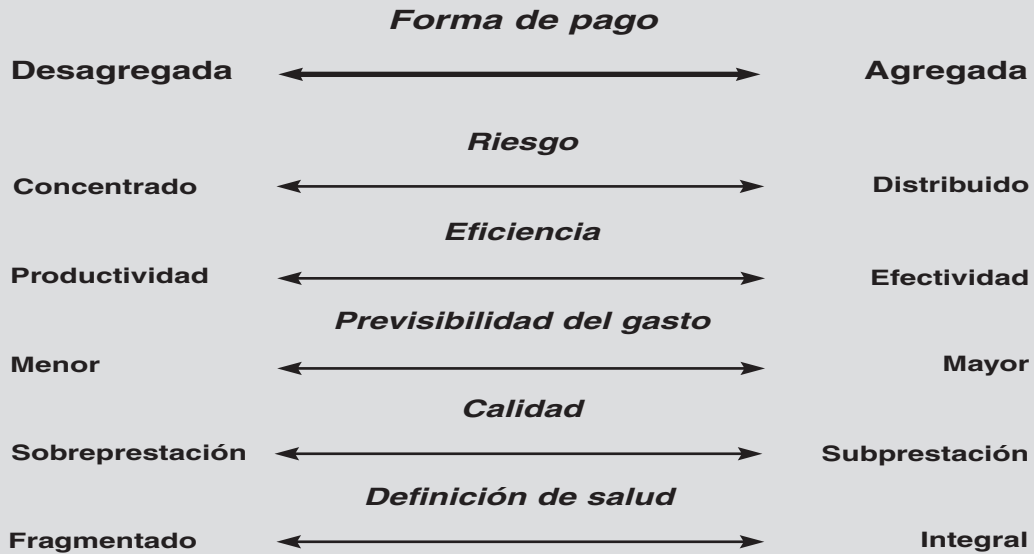 Forma de pago
Desagregada Agregada
Riesgo
Concentrado Distribuido
Eficiencia
Productividad Efectividad
Previsibilidad del gasto
Menor Mayor
Calidad
Sobreprestación Subprestación
Definición de salud
Fragmentado Integral